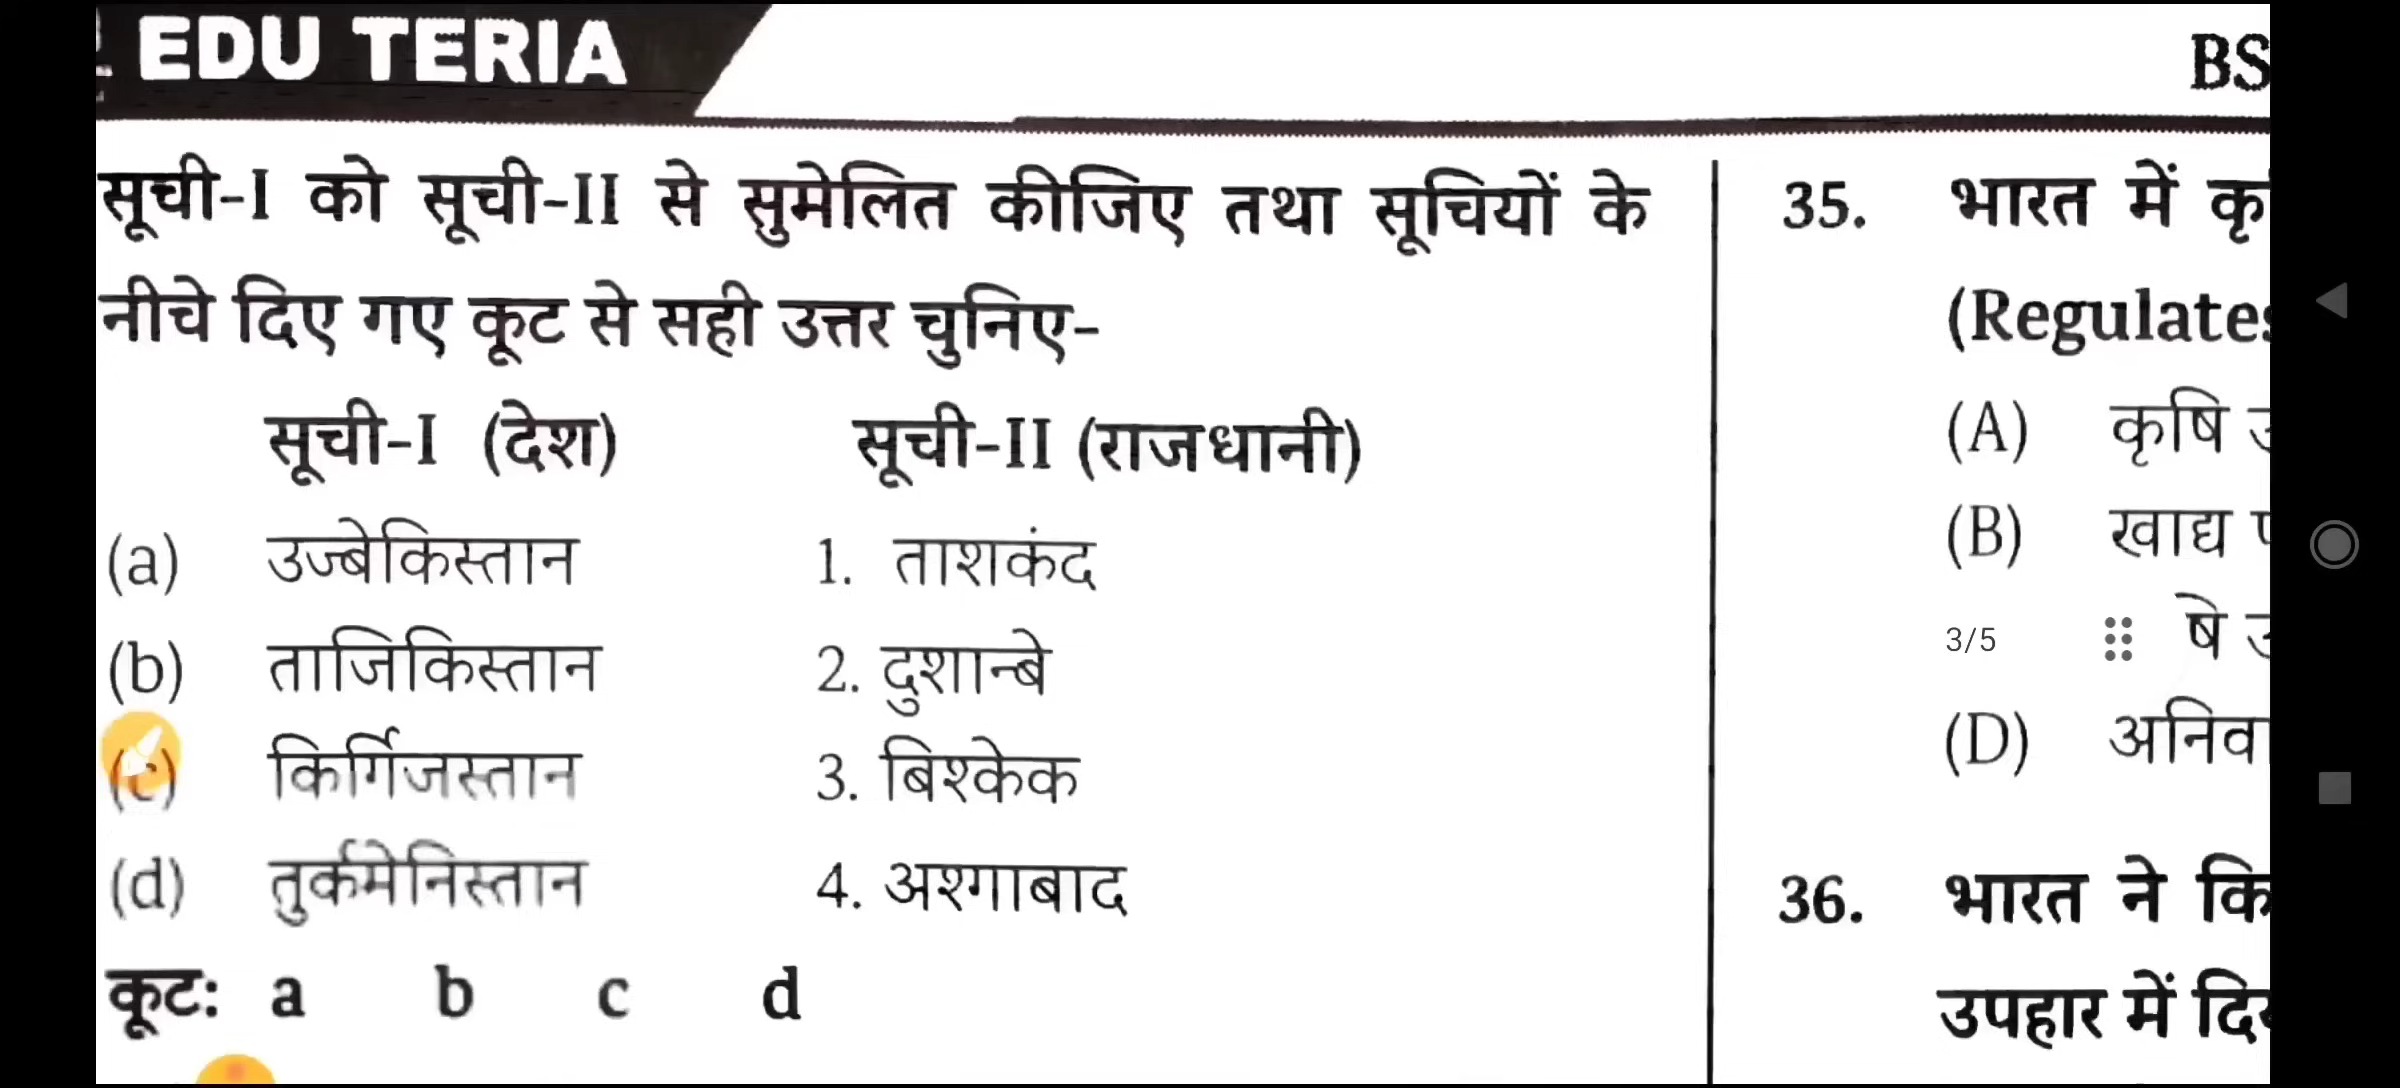 EDU TERIA
BS
सूची-I को सूची-II से सुमेलित कीजिए तथा सूचियों के
नीचे दिए गए कूट से सही उत्तर चुनिए-
सूची-I (देश) सूची-II (राजधानी)
(a) उज्बेकिस्तान 1. ताशकंद
(b) ताजिकिस्तान 2. दुशान्बे
(c) किर्गिजस्तान 3. बिश्केक
(d) तुर्कमेनिस्तान 4. अश्गाबाद
कूट: a b c d
35. भारत में कृ
(Regulates
(A) कृषि
(B) खाद्य
3/5 षे
(D) अनिव
36. भारत ने कि
उपहार में